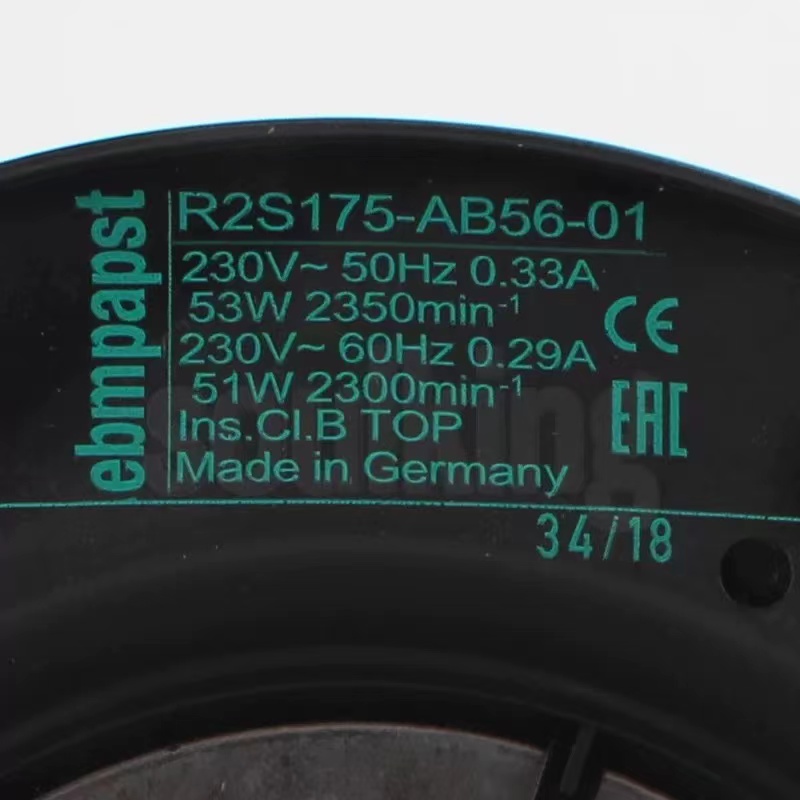 ebmpapst
R2S175-AB56-01
230V~ 50Hz 0.33A
53W 2350min⁻¹
230V~ 60Hz 0.29A
51W 2300min⁻¹
Ins.Cl.B TOP
Made in Germany
CE
EAC
34/18